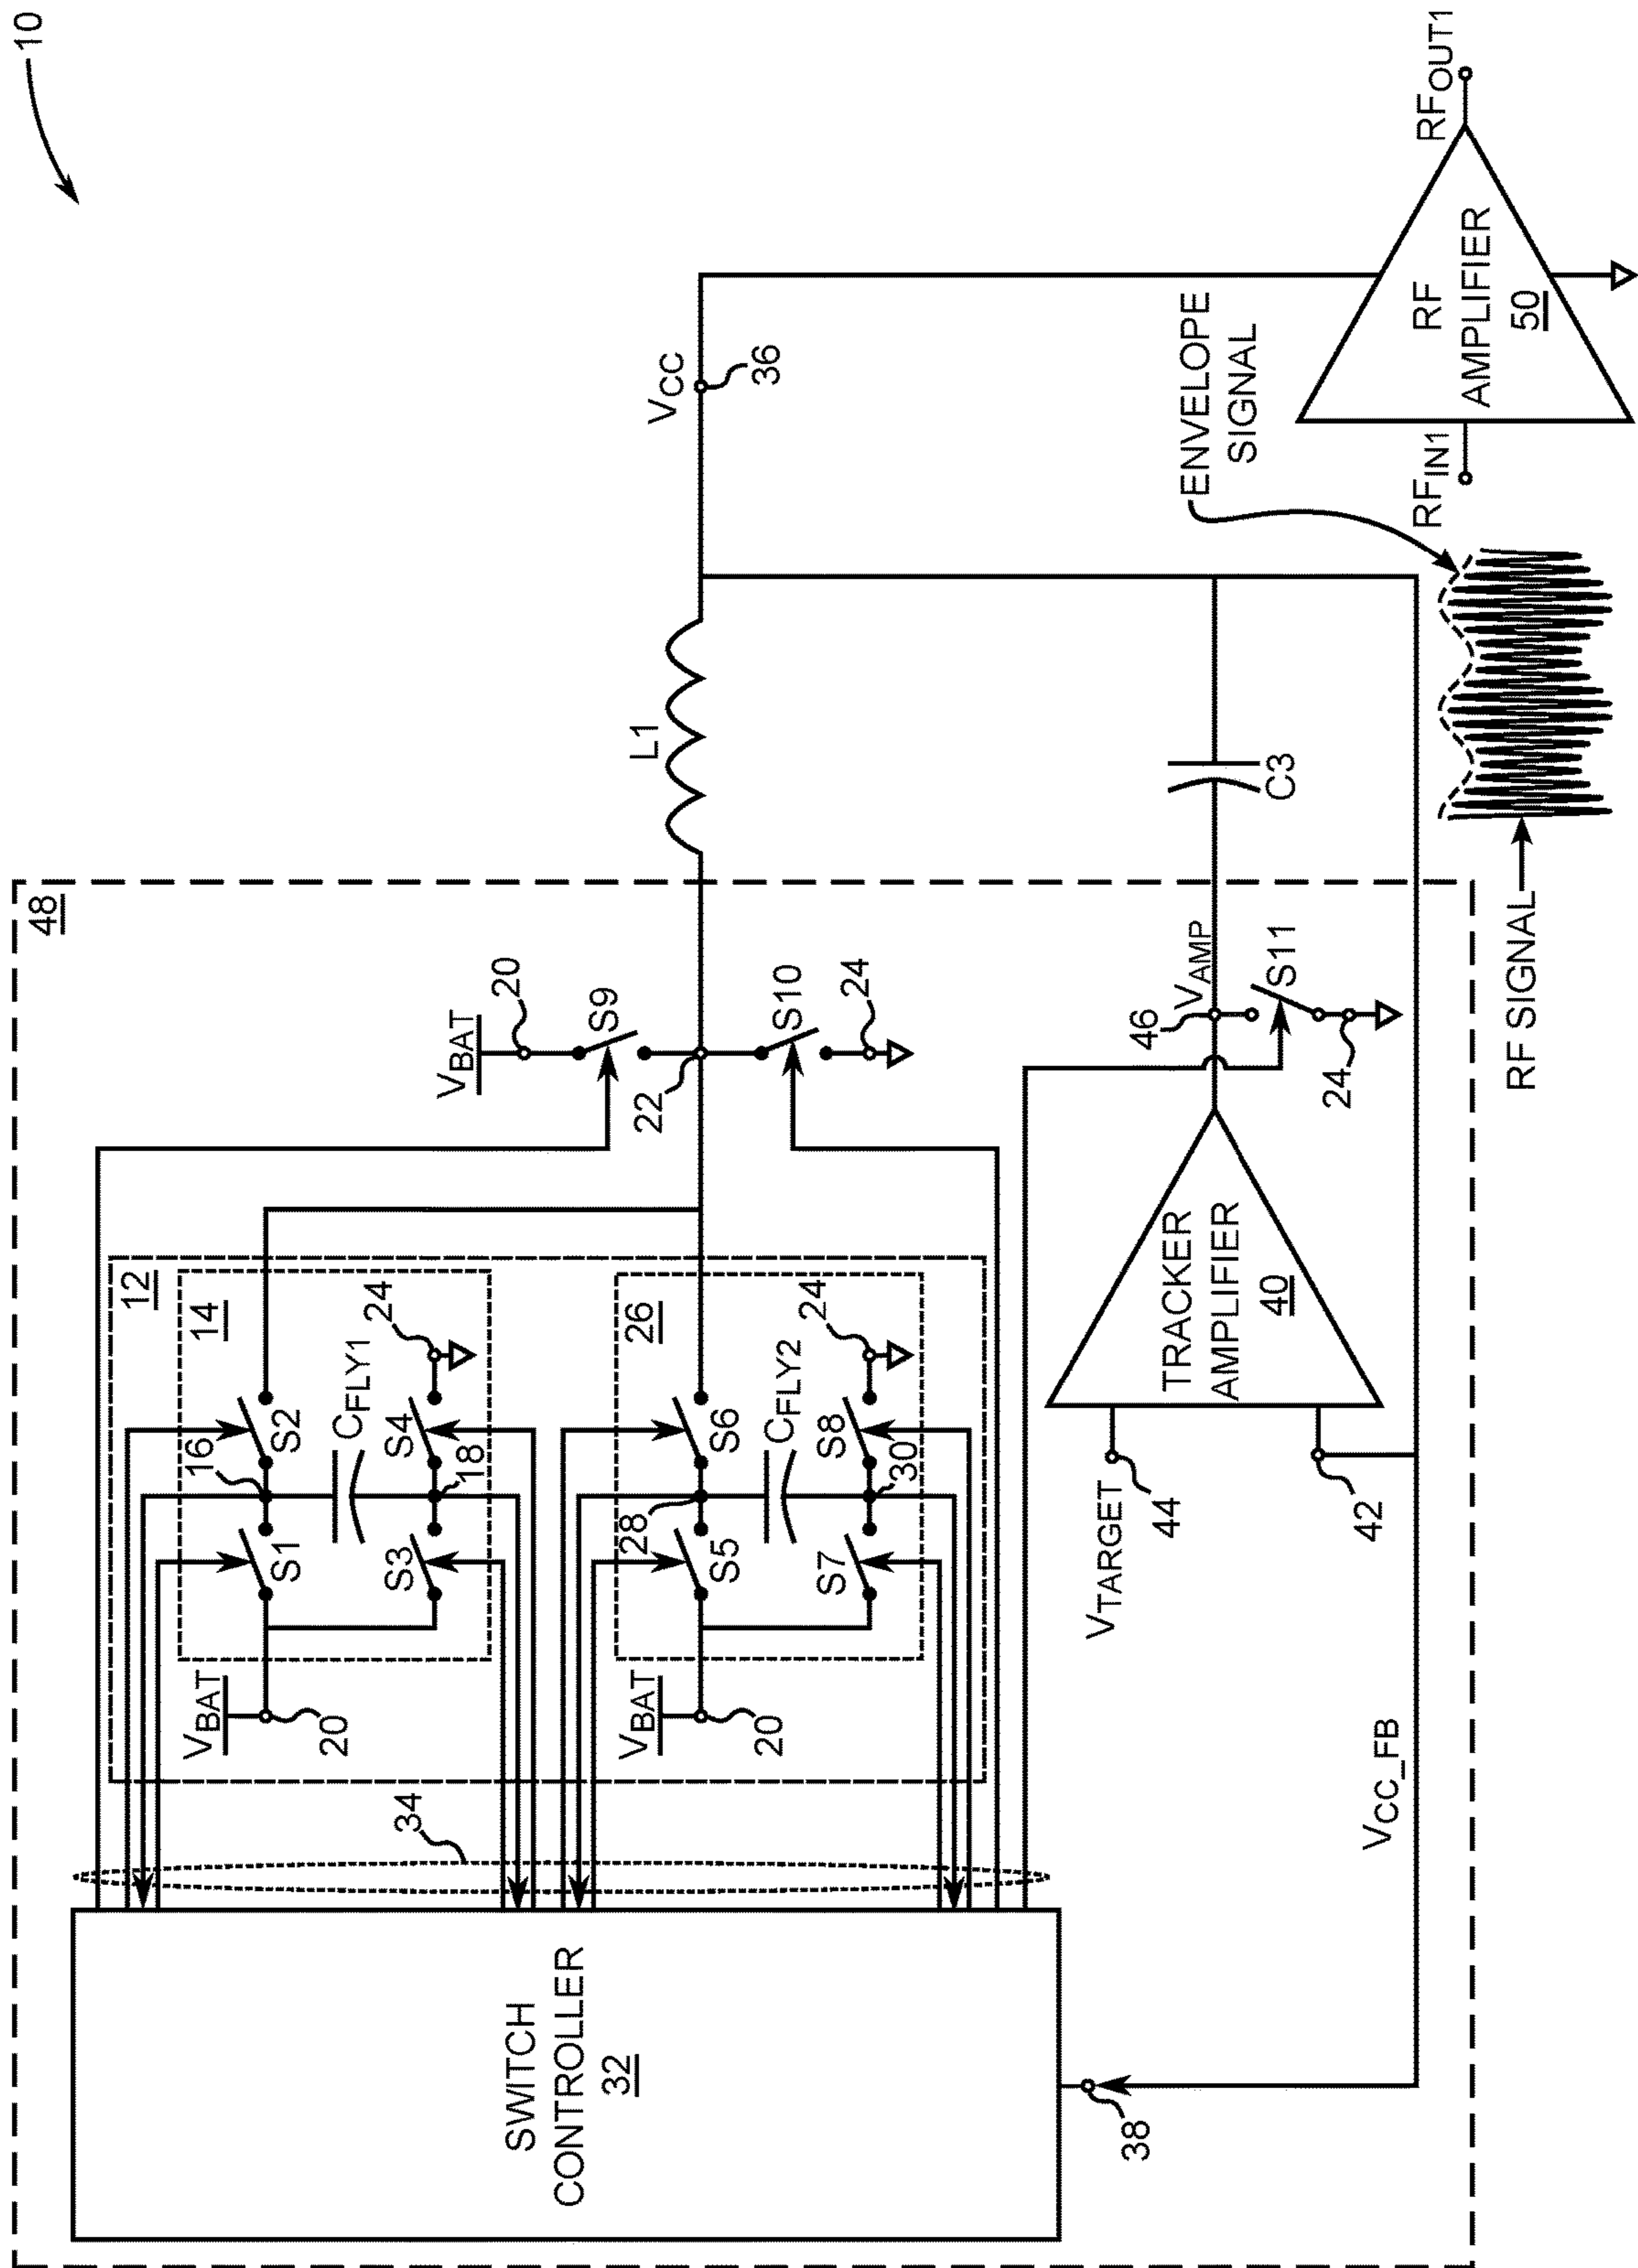 10
48
SWITCH
CONTROLLER
32
34
38
12
14
VBAT
20
S1
S2
16
CFLY1
S3
S4
18
24
26
VBAT
20
S5
S6
28
CFLY2
S7
S8
30
24
VBAT
20
S9
22
S10
24
L1
VCC
36
VTARGET
44
42
TRACKER
AMPLIFIER
40
46
VAMP
S11
24
C3
VCC_FB
RF SIGNAL
ENVELOPE
SIGNAL
RFIN1
RF
AMPLIFIER
50
RFOUT1